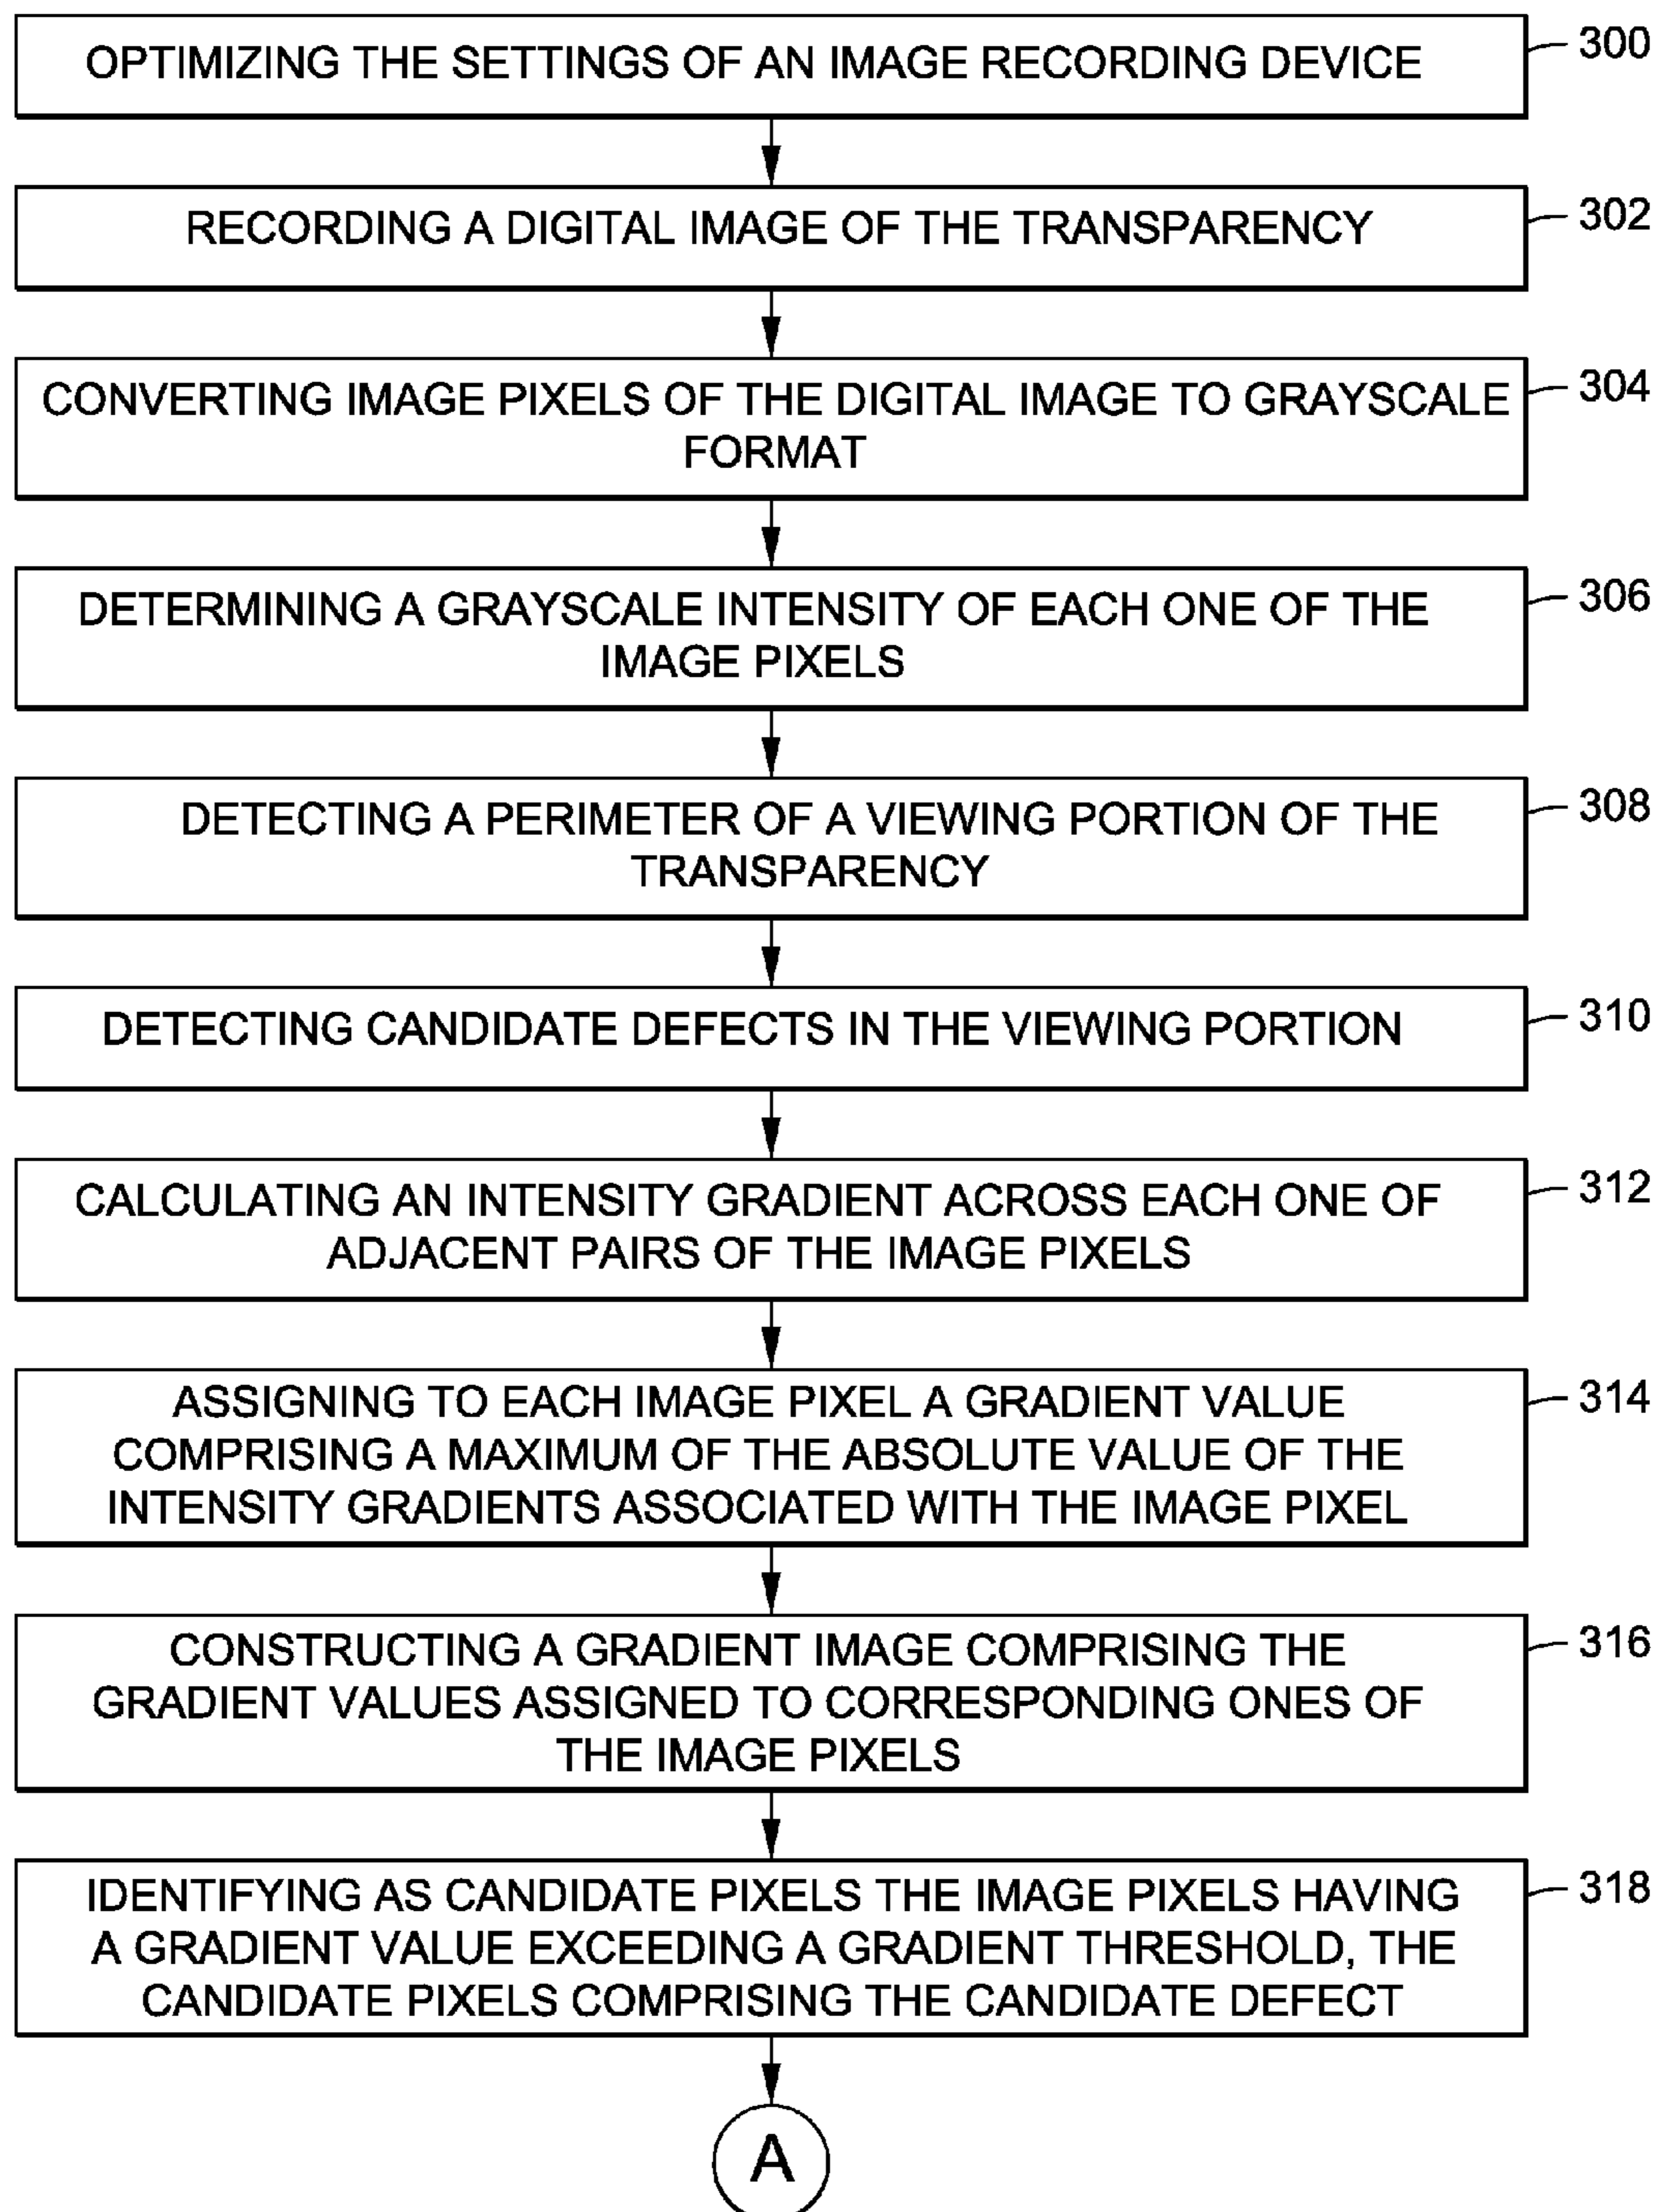 OPTIMIZING THE SETTINGS OF AN IMAGE RECORDING DEVICE
300
RECORDING A DIGITAL IMAGE OF THE TRANSPARENCY
302
CONVERTING IMAGE PIXELS OF THE DIGITAL IMAGE TO GRAYSCALE
FORMAT
304
DETERMINING A GRAYSCALE INTENSITY OF EACH ONE OF THE
IMAGE PIXELS
306
DETECTING A PERIMETER OF A VIEWING PORTION OF THE
TRANSPARENCY
308
DETECTING CANDIDATE DEFECTS IN THE VIEWING PORTION
310
CALCULATING AN INTENSITY GRADIENT ACROSS EACH ONE OF
ADJACENT PAIRS OF THE IMAGE PIXELS
312
ASSIGNING TO EACH IMAGE PIXEL A GRADIENT VALUE
COMPRISING A MAXIMUM OF THE ABSOLUTE VALUE OF THE
INTENSITY GRADIENTS ASSOCIATED WITH THE IMAGE PIXEL
314
CONSTRUCTING A GRADIENT IMAGE COMPRISING THE
GRADIENT VALUES ASSIGNED TO CORRESPONDING ONES OF
THE IMAGE PIXELS
316
IDENTIFYING AS CANDIDATE PIXELS THE IMAGE PIXELS HAVING
A GRADIENT VALUE EXCEEDING A GRADIENT THRESHOLD, THE
CANDIDATE PIXELS COMPRISING THE CANDIDATE DEFECT
318
A